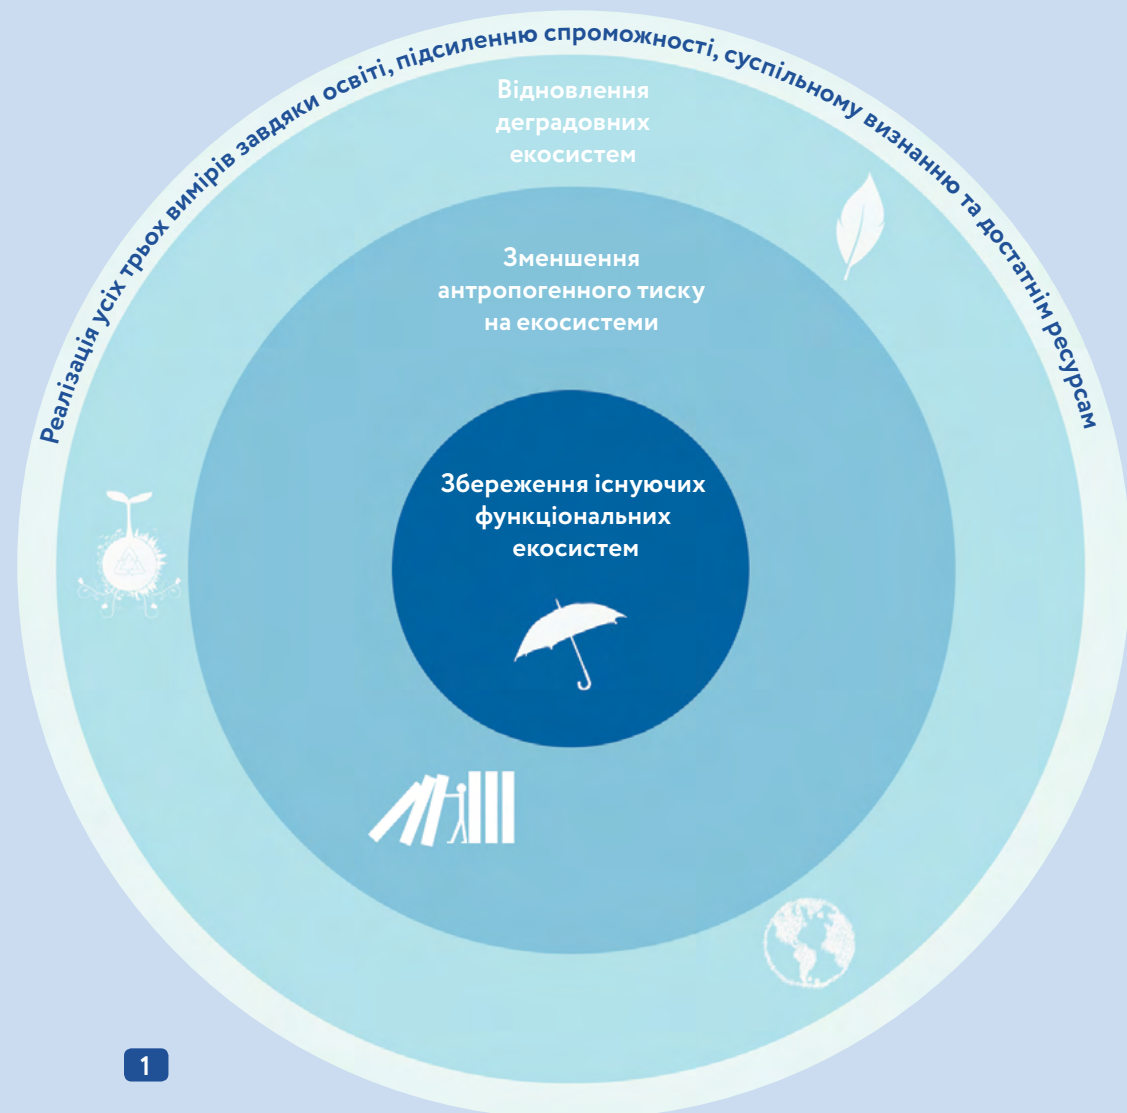 Реалізація усіх трьох вимірів завдяки освіті, підсиленню спроможності, суспільному визнанню та достатнім ресурсам
Відновлення
деградовних
екосистем
Зменшення
антропогенного тиску
на екосистеми
Збереження існуючих
функціональних
екосистем
1